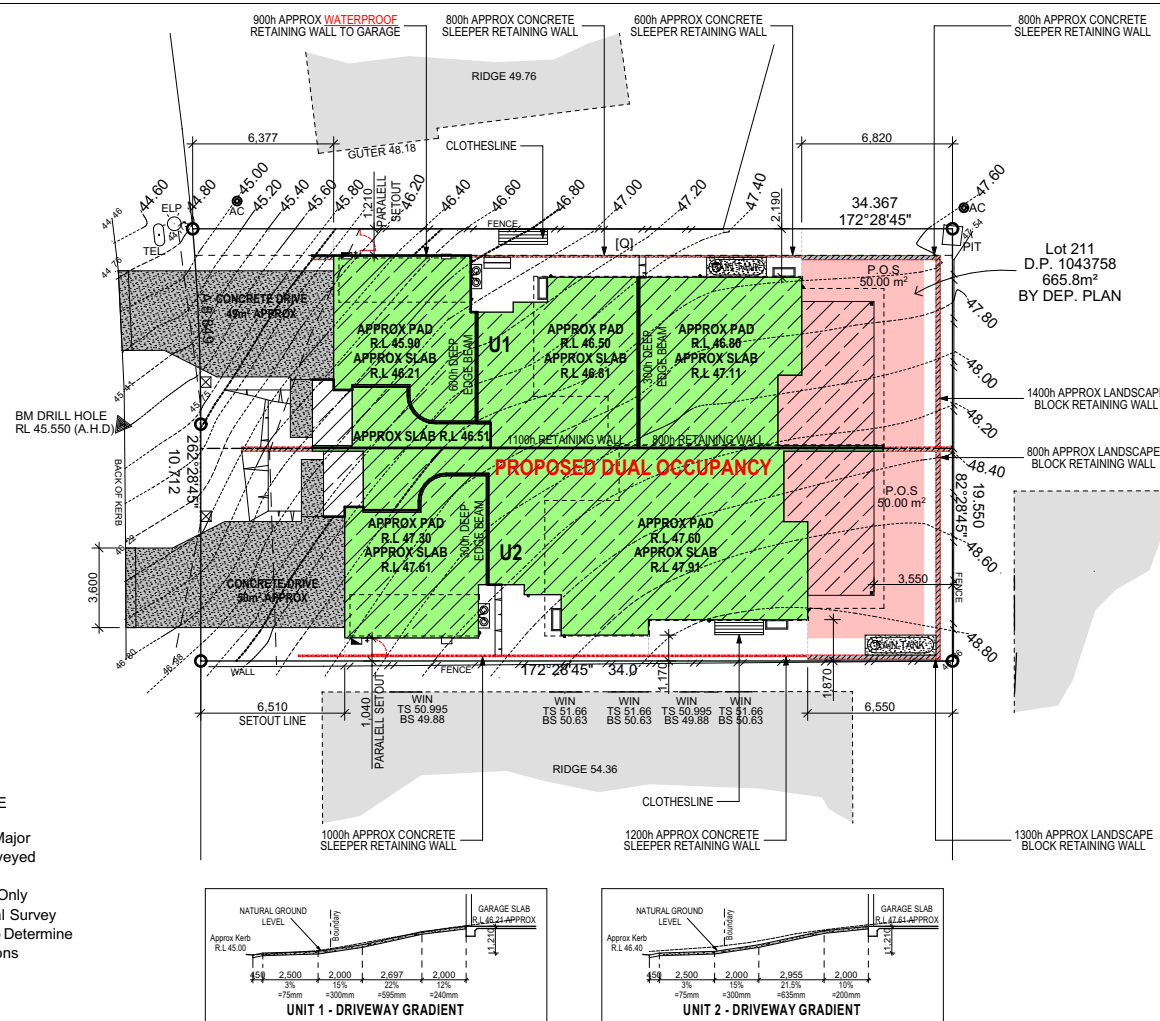 900h APPROX WATERPROOF
RETAINING WALL TO GARAGE
800h APPROX CONCRETE
SLEEPER RETAINING WALL
600h APPROX CONCRETE
SLEEPER RETAINING WALL
800h APPROX CONCRETE
SLEEPER RETAINING WALL
RIDGE 49.76
6,377
GUTER 48.18
CLOTHESLINE
6,820
44.60
44.80
45.00
45.20
45.40
45.60
45.80
46.20
46.40
46.60
46.80
47.00
47.20
47.40
47.60
1,210
PARALELL
SETOUT
2,190
34.367
172°28'45"
44.46
ELP
AC
TEL.
FENCE
[O]
AC
PIT
Lot 211
D.P. 1043758
665.8m²
BY DEP. PLAN
P.O.S
50.00 m²
CONCRETE DRIVE
49m² APPROX
APPROX PAD
R.L 45.90
APPROX SLAB
R.L 46.21
600h DEEP
EDGE BEAM
U1
APPROX PAD
R.L 46.50
APPROX SLAB
R.L 46.81
300h DEEP
EDGE BEAM
APPROX PAD
R.L 46.80
APPROX SLAB
R.L 47.11
47.80
48.00
48.20
48.40
48.60
48.80
1400h APPROX LANDSCAPE
BLOCK RETAINING WALL
BM DRILL HOLE
RL 45.550 (A.H.D)
APPROX SLAB R.L 46.51
1100h RETAINING WALL
800h RETAINING WALL
800h APPROX LANDSCAPE
BLOCK RETAINING WALL
262°28'45"
10.712
BACK OF KERB
PROPOSED DUAL OCCUPANCY
P.O.S
50.00 m²
19.550
82°28'45"
APPROX PAD
R.L 47.30
APPROX SLAB
R.L 47.61
300h DEEP
EDGE BEAM
U2
APPROX PAD
R.L 47.60
APPROX SLAB
R.L 47.91
3,600
CONCRETE DRIVE
50m² APPROX
3,550
FENCE
46.80
46.98
WALL
FENCE
172°28'45"
34.0
RAIN TANK
6,510
SETOUT LINE
1,040
PARALELL SETOUT
WIN
TS 50.995
BS 49.88
WIN
TS 51.66
BS 50.63
WIN
TS 51.66
BS 50.63
WIN
TS 50.995
BS 49.88
WIN
TS 51.66
BS 50.63
1,170
1,870
6,550
RIDGE 54.36
CLOTHESLINE
1000h APPROX CONCRETE
SLEEPER RETAINING WALL
1200h APPROX CONCRETE
SLEEPER RETAINING WALL
1300h APPROX LANDSCAPE
BLOCK RETAINING WALL
E
Major
veyed
Only
al Survey
Determine
ons
NATURAL GROUND
LEVEL
Boundary
GARAGE SLAB
R.L 46.21 APPROX
Approx Kerb
R.L 45.00
1,210
450
2,500
2,000
2,697
2,000
3%
15%
22%
12%
=75mm
=300mm
=595mm
=240mm
UNIT 1 - DRIVEWAY GRADIENT
NATURAL GROUND
LEVEL
Boundary
GARAGE SLAB
R.L 47.61 APPROX
Approx Kerb
R.L 46.40
1,210
450
2,500
2,000
2,955
2,000
3%
15%
21.5%
10%
=75mm
=300mm
=635mm
=200mm
UNIT 2 - DRIVEWAY GRADIENT